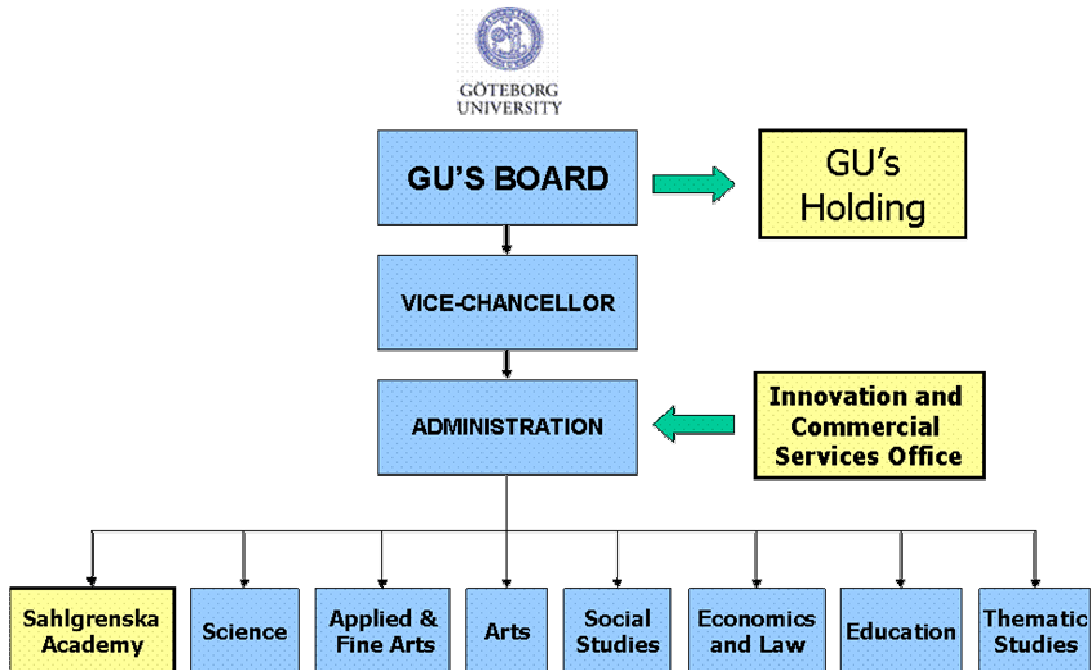 GÖTEBORG
UNIVERSITY
GU'S BOARD
GU's
Holding
VICE-CHANCELLOR
ADMINISTRATION
Innovation and
Commercial
Services Office
Sahlgrenska
Academy
Science
Applied &
Fine Arts
Arts
Social
Studies
Economics
and Law
Education
Thematic
Studies